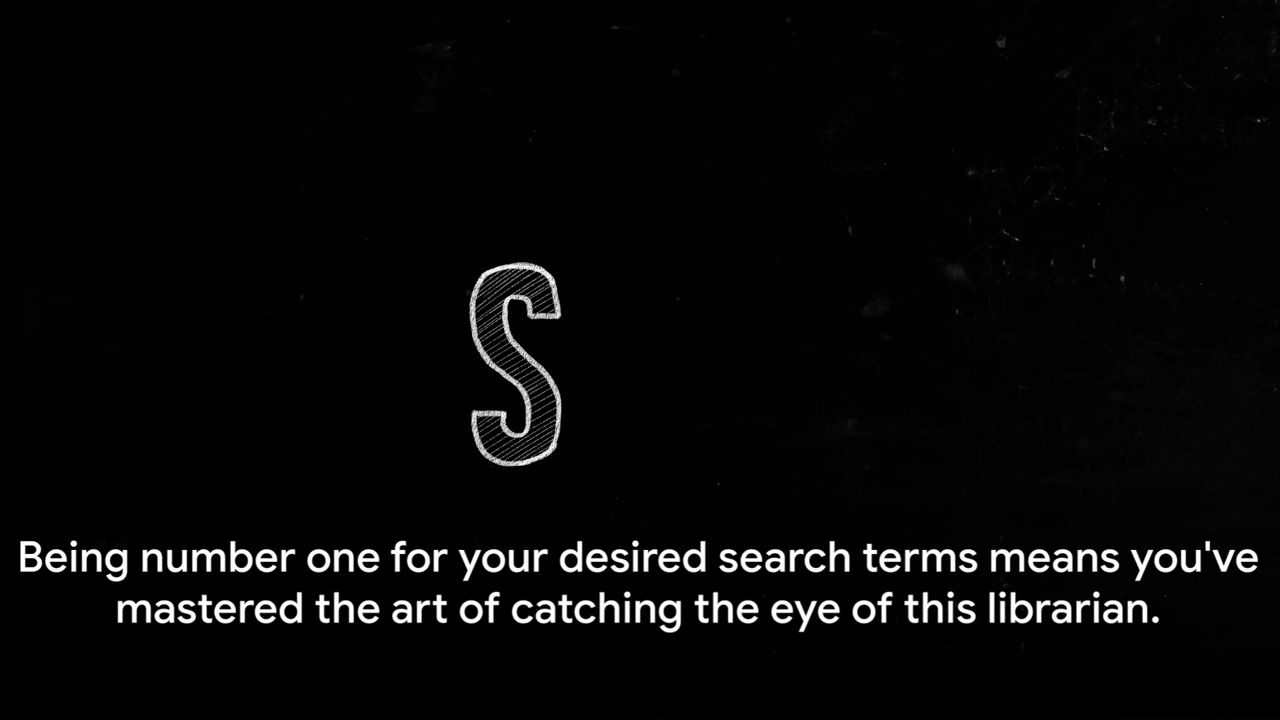 S
Being number one for your desired search terms means you've
mastered the art of catching the eye of this librarian.